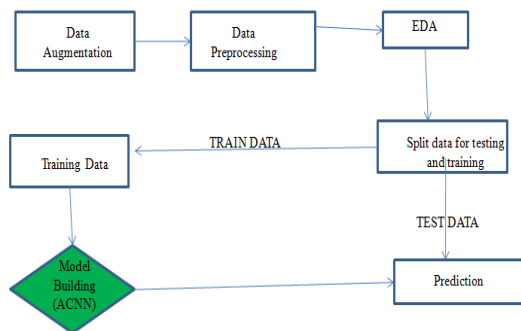 Data
Augmentation
Data
Preprocessing
EDA
Split data for testing
and training
TRAIN DATA
Training Data
TEST DATA
Model
Building
(ACNN)
Prediction